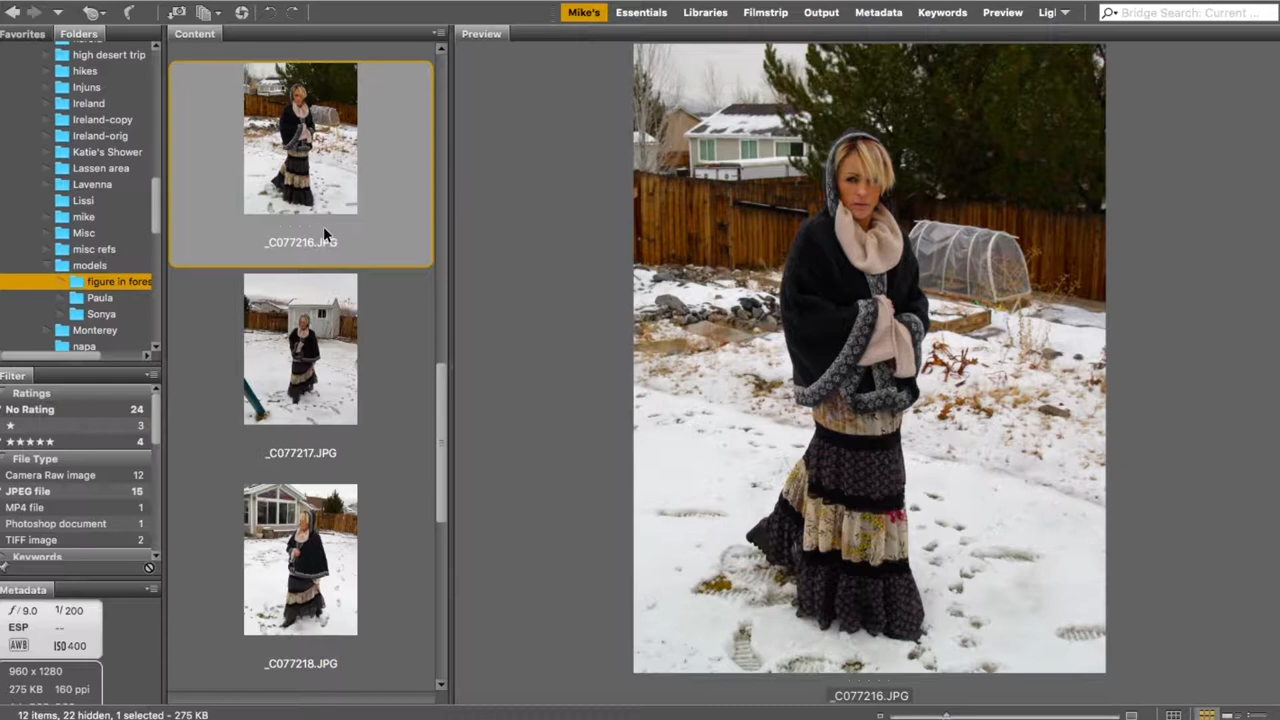 Mike's Essentials Libraries Filmstrip Output Metadata Keywords Preview Ligl Bridge Search: Current ...
Favorites Folders
high desert trip
hikes
Injuns
Ireland
Ireland-copy
Ireland-orig
Katie's Shower
Lassen area
Lavenna
Lissi
mike
Misc
misc refs
models
figure in fores
Paula
Sonya
Monterey
napa
Filter
Ratings
No Rating 24
★ 3
★★★★★ 4
File Type
Camera Raw image 12
JPEG file 15
MP4 file 1
Photoshop document 1
TIFF image 2
Keywords
Metadata
ƒ/9.0 1/200
ESP --
AWB ISO400
960 x 1280
275 KB 160 ppi
12 items, 22 hidden, 1 selected - 275 KB
Content
_C077216.JPG
_C077217.JPG
_C077218.JPG
Preview
_C077216.JPG